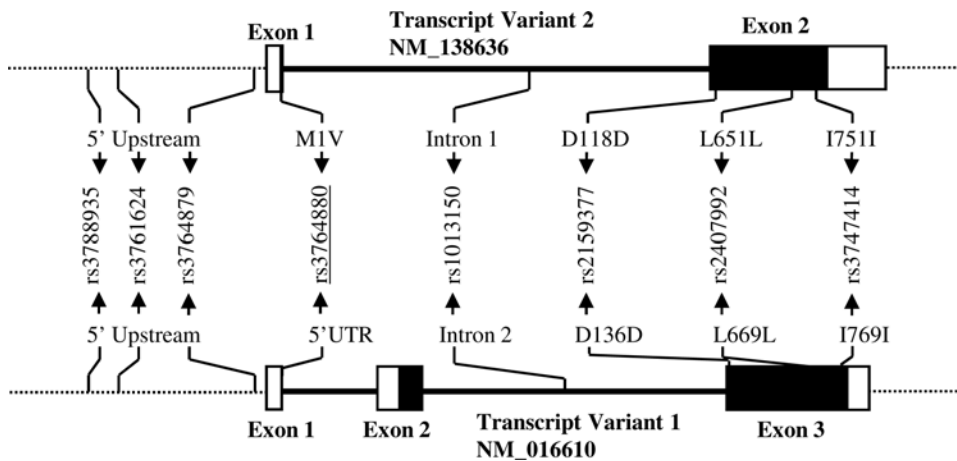 Exon 1
Transcript Variant 2
NM_138636
Exon 2
5’ Upstream
M1V
Intron 1
D118D
L651L
I751I
rs3788935
rs3761624
rs3764879
rs3764880
rs1013150
rs2159377
rs2407992
rs3747414
5’ Upstream
5’UTR
Intron 2
D136D
L669L
I769I
Exon 1
Exon 2
Transcript Variant 1
NM_016610
Exon 3